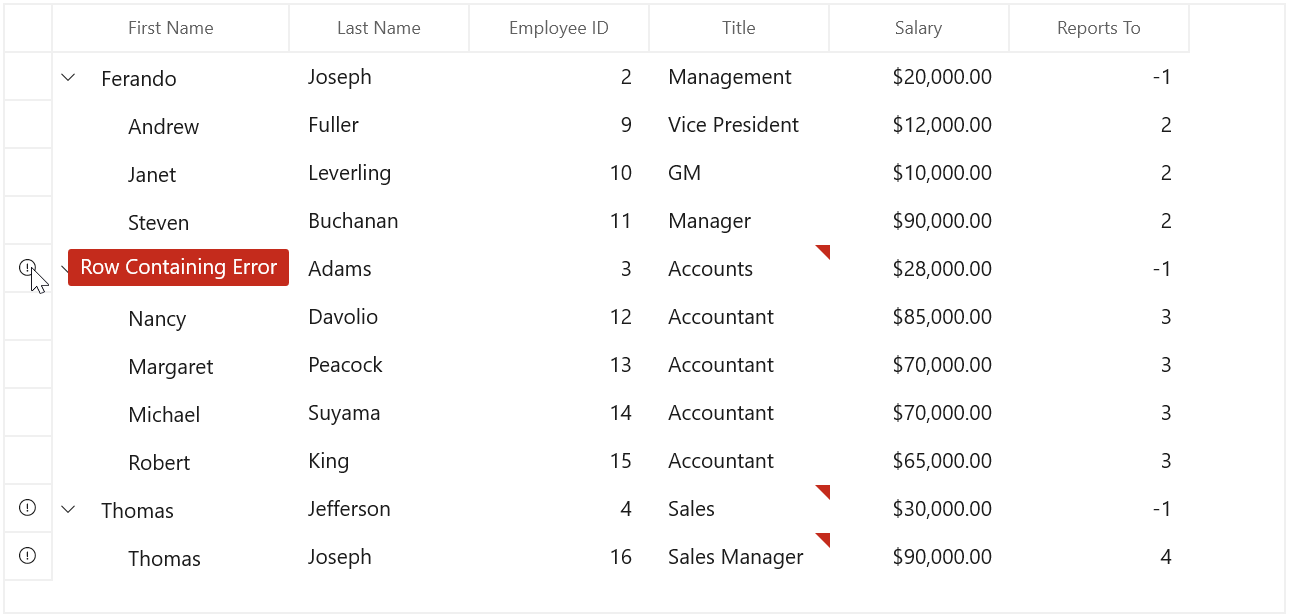 First Name Last Name Employee ID Title Salary Reports To
Ferando Joseph 2 Management $20,000.00 -1
Andrew Fuller 9 Vice President $12,000.00 2
Janet Leverling 10 GM $10,000.00 2
Steven Buchanan 11 Manager $90,000.00 2
Row Containing Error Adams 3 Accounts $28,000.00 -1
Nancy Davolio 12 Accountant $85,000.00 3
Margaret Peacock 13 Accountant $70,000.00 3
Michael Suyama 14 Accountant $70,000.00 3
Robert King 15 Accountant $65,000.00 3
Thomas Jefferson 4 Sales $30,000.00 -1
Thomas Joseph 16 Sales Manager $90,000.00 4